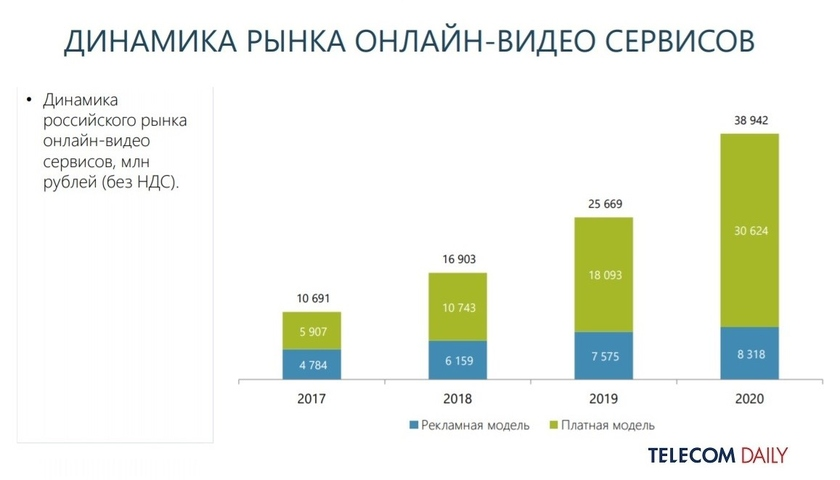 ДИНАМИКА РЫНКА ОНЛАЙН-ВИДЕО СЕРВИСОВ
• Динамика
российского рынка
онлайн-видео
сервисов, млн
рублей (без НДС).
10 691
5 907
4 784
16 903
10 743
6 159
25 669
18 093
7 575
38 942
30 624
8 318
2017 2018 2019 2020
Рекламная модель Платная модель
TELECOM DAILY